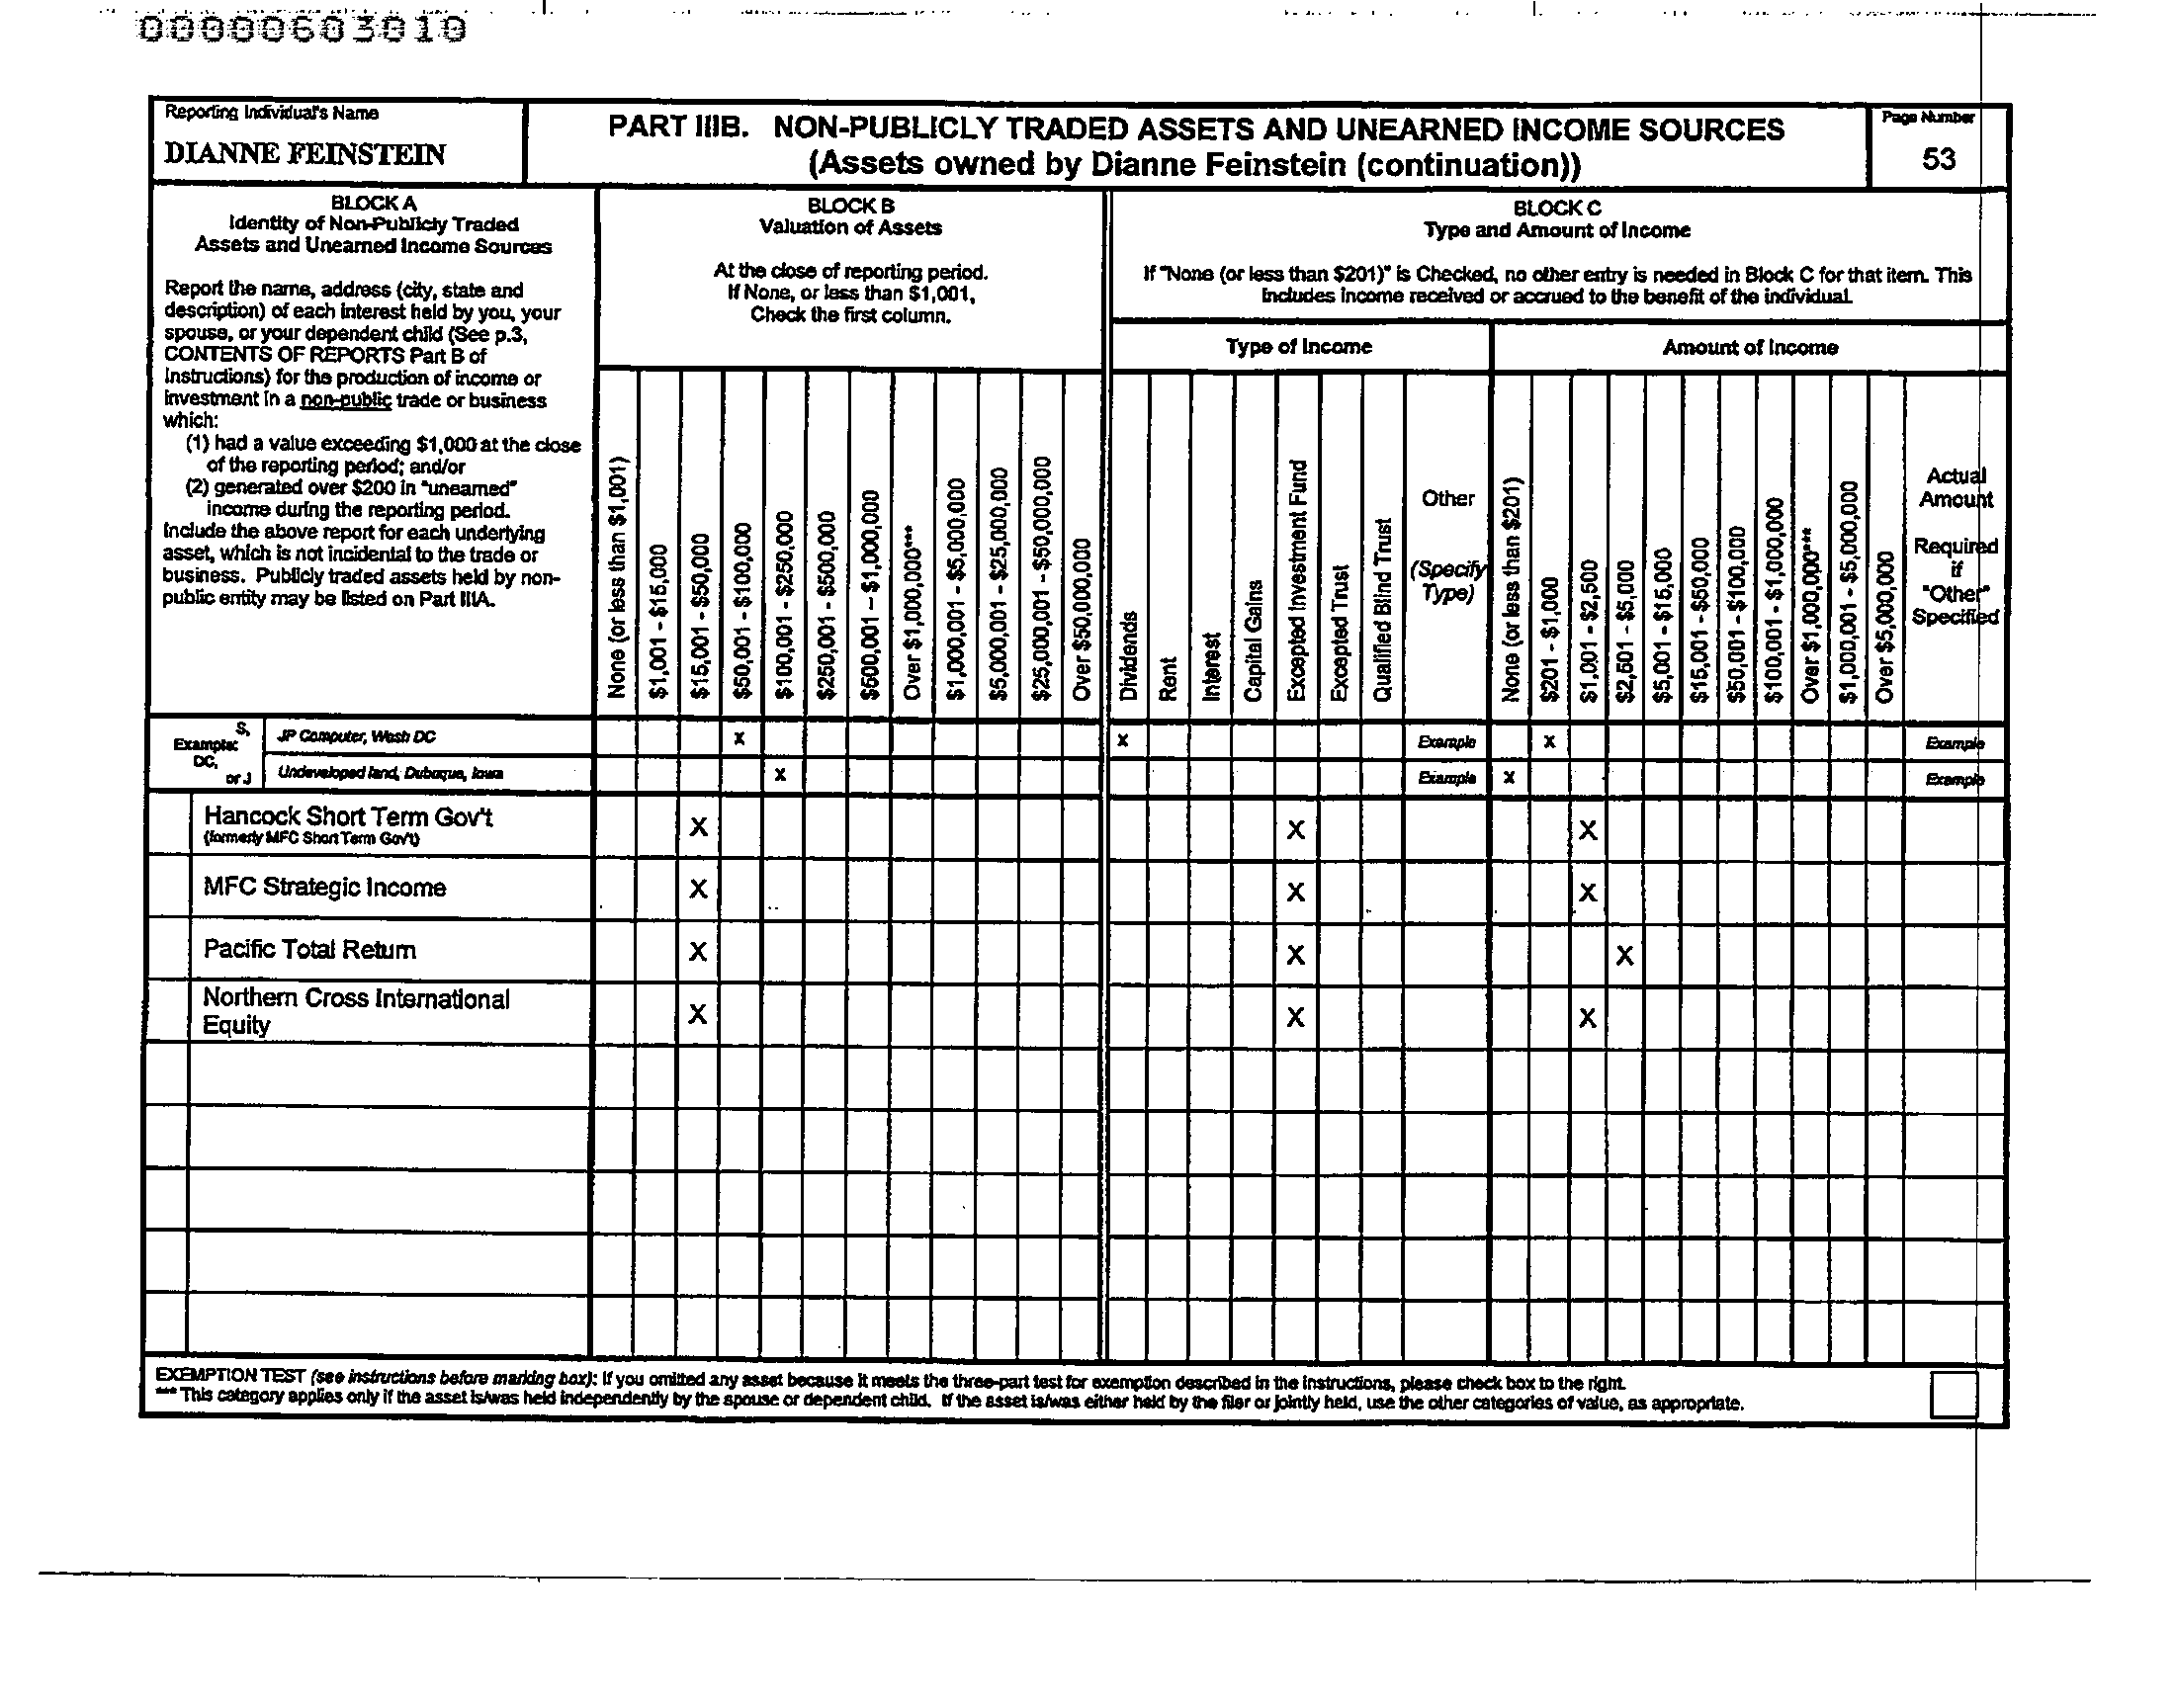 00000603010
Reporting Individual's Name
DIANNE FEINSTEIN
PART IIIB. NON-PUBLICLY TRADED ASSETS AND UNEARNED INCOME SOURCES
(Assets owned by Dianne Feinstein (continuation))
Page Number
53
BLOCK A
Identity of Non-Publicly Traded
Assets and Unearned Income Sources
Report the name, address (city, state and
description) of each interest held by you, your
spouse, or your dependent child (See p.3,
CONTENTS OF REPORTS Part B of
Instructions) for the production of income or
investment in a non-public trade or business
which:
(1) had a value exceeding $1,000 at the close
of the reporting period; and/or
(2) generated over $200 in "unearned"
income during the reporting period.
Include the above report for each underlying
asset, which is not incidental to the trade or
business. Publicly traded assets held by non-
public entity may be listed on Part IIIA.
BLOCK B
Valuation of Assets
At the close of reporting period.
If None, or less than $1,001,
Check the first column.
None (or less than $1,001)
$1,001 - $15,000
$15,001 - $50,000
$50,001 - $100,000
$100,001 - $250,000
$250,001 - $500,000
$500,001 – $1,000,000
Over $1,000,000***
$1,000,001 - $5,000,000
$5,000,001 - $25,000,000
$25,000,001 - $50,000,000
Over $50,000,000
BLOCK C
Type and Amount of Income
If "None (or less than $201)" is Checked, no other entry is needed in Block C for that item. This
includes income received or accrued to the benefit of the individual.
Type of Income
Amount of Income
Dividends
Rent
Interest
Capital Gains
Excepted Investment Fund
Excepted Trust
Qualified Blind Trust
Other
(Specify
Type)
None (or less than $201)
$201 - $1,000
$1,001 - $2,500
$2,501 - $5,000
$5,001 - $15,000
$15,001 - $50,000
$50,001 - $100,000
$100,001 - $1,000,000
Over $1,000,000***
$1,000,001 - $5,000,000
Over $5,000,000
Actual
Amount
Required
if
"Other"
Specified
Example:
S,
DC,
or J
JP Computer, Wash DC X X Example X Example
Undeveloped land, Dubuque, Iowa X Example X Example
Hancock Short Term Gov't X X X
(formerly MFC Short Term Gov't)
MFC Strategic Income X X X
Pacific Total Return X X X
Northern Cross International
Equity X X X
EXEMPTION TEST (see instructions before marking box): If you omitted any asset because it meets the three-part test for exemption described in the instructions, please check box to the right.
*** This category applies only if the asset is/was held independently by the spouse or dependent child. If the asset is/was either held by the filer or jointly held, use the other categories of value, as appropriate.